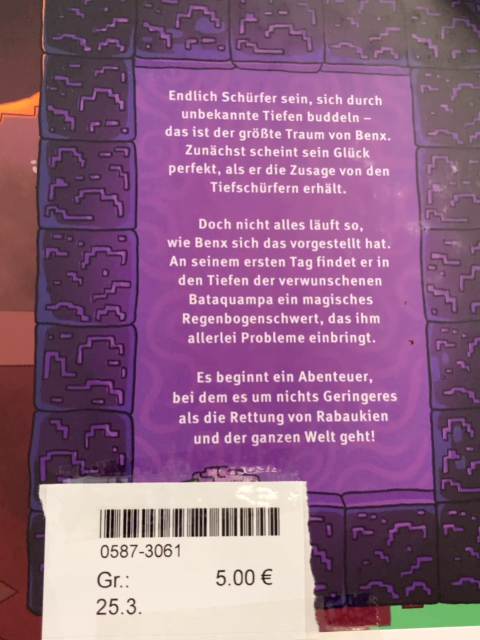 Endlich Schürfer sein, sich durch
unbekannte Tiefen buddeln –
das ist der größte Traum von Benx.
Zunächst scheint sein Glück
perfekt, als er die Zusage von den
Tiefschürfern erhält.
Doch nicht alles läuft so,
wie Benx sich das vorgestellt hat.
An seinem ersten Tag findet er in
den Tiefen der verwunschenen
Bataquampa ein magisches
Regenbogenschwert, das ihm
allerlei Probleme einbringt.
Es beginnt ein Abenteuer,
bei dem es um nichts Geringeres
als die Rettung von Rabaukien
und der ganzen Welt geht!
0587-3061
Gr.: 5.00 €
25.3.